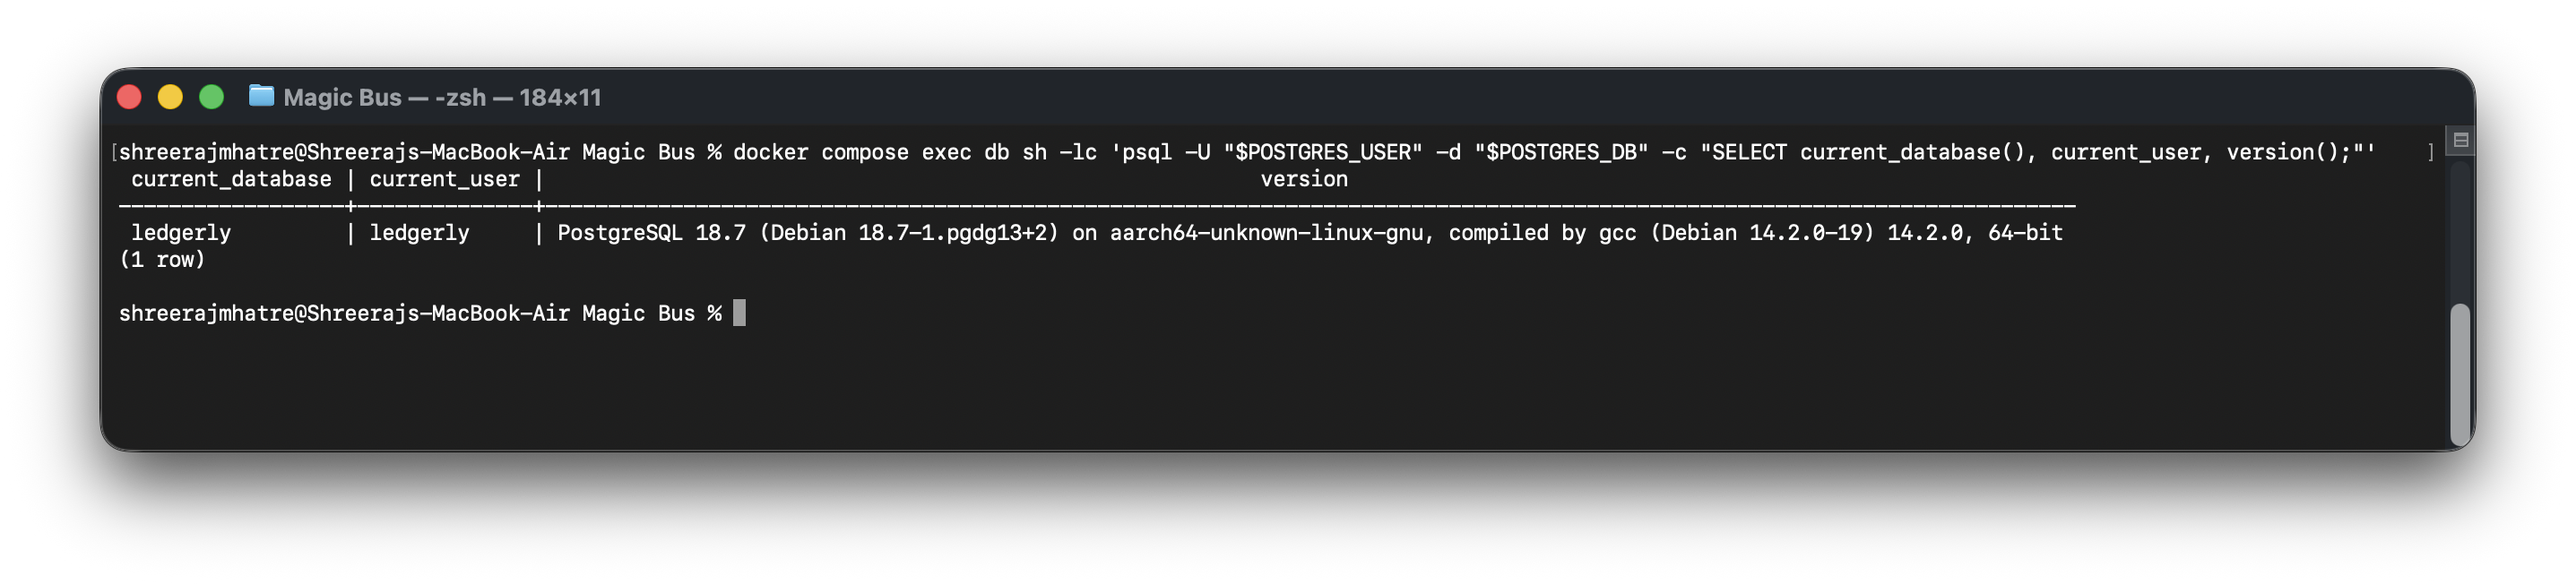 Magic Bus — -zsh — 184×11
[shreerajmhatre@Shreerajs-MacBook-Air Magic Bus % docker compose exec db sh -lc 'psql -U "$POSTGRES_USER" -d "$POSTGRES_DB" -c "SELECT current_database(), current_user, version();"' ]
 current_database | current_user |                                                         version
------------------+--------------+--------------------------------------------------------------------------------------------------------------------------
 ledgerly         | ledgerly     | PostgreSQL 18.7 (Debian 18.7-1.pgdg13+2) on aarch64-unknown-linux-gnu, compiled by gcc (Debian 14.2.0-19) 14.2.0, 64-bit
(1 row)
shreerajmhatre@Shreerajs-MacBook-Air Magic Bus %